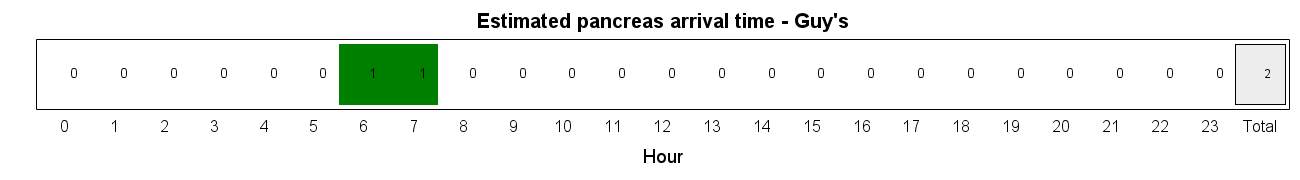 Estimated pancreas arrival time - Guy's
0 0 0 0 0 0 1 1 0 0 0 0 0 0 0 0 0 0 0 0 0 0 0 0 2
0 1 2 3 4 5 6 7 8 9 10 11 12 13 14 15 16 17 18 19 20 21 22 23 Total
Hour